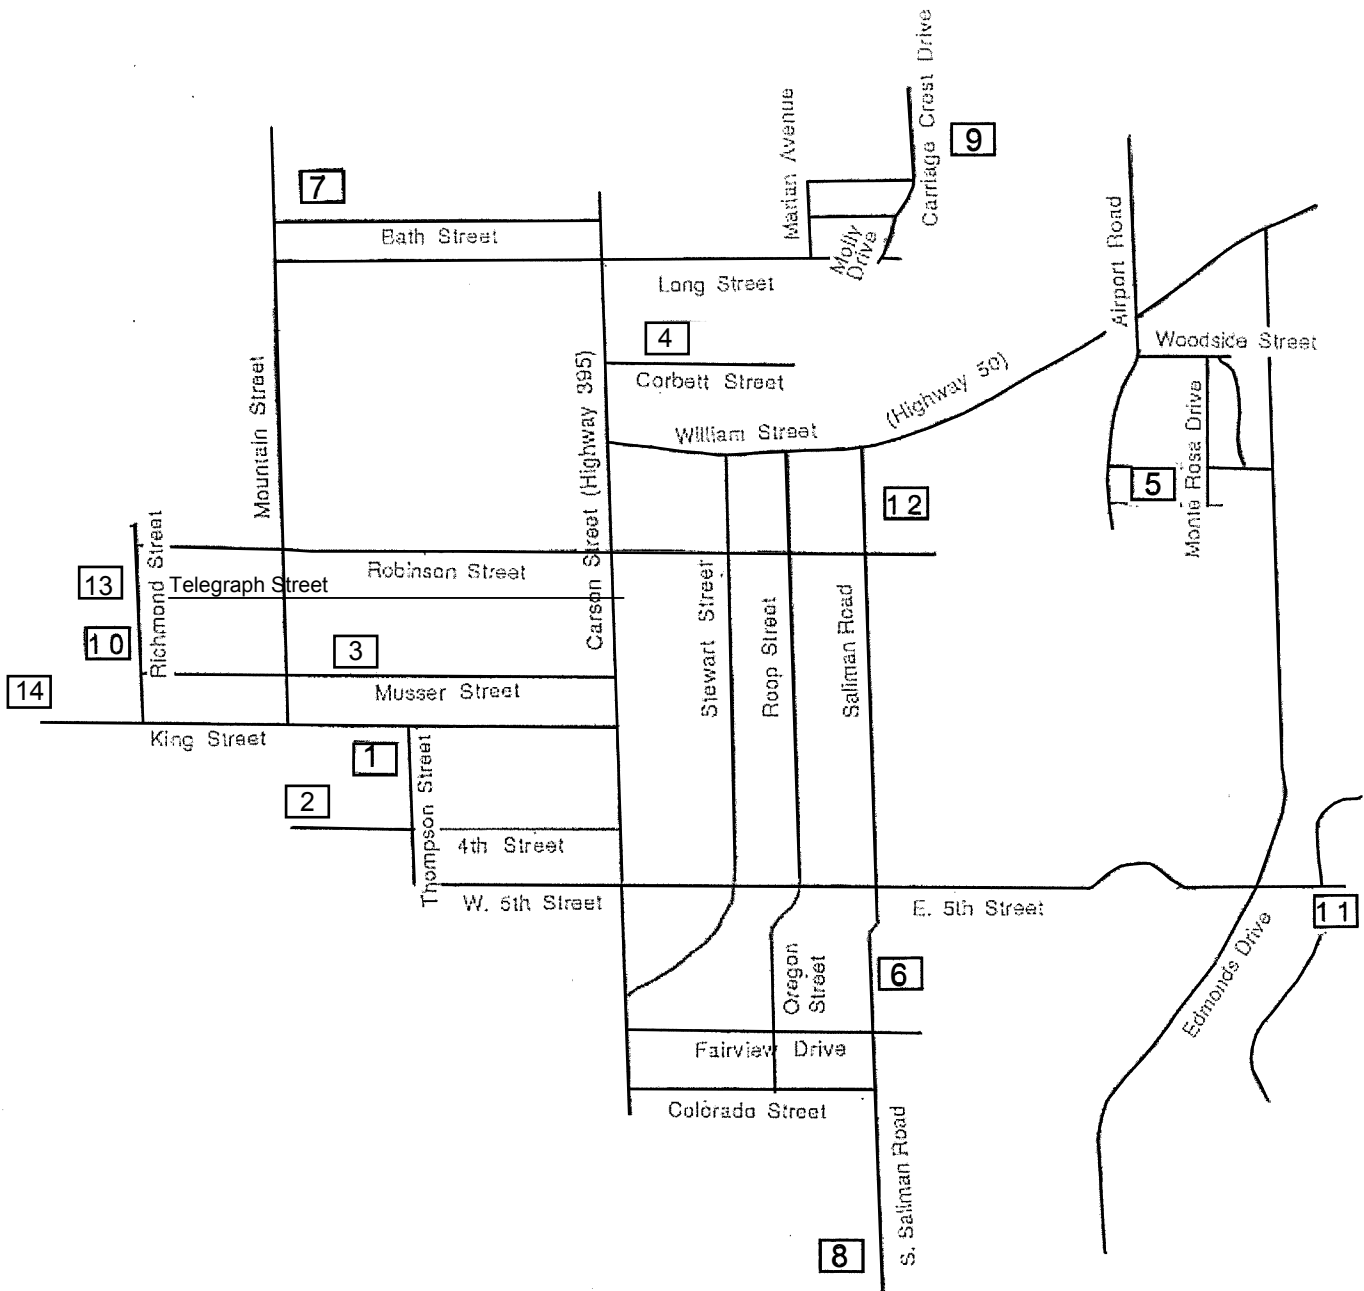 Carriage Crest Drive
Marian Avenue
9
7
Bath Street
Molly
Drive
Airport Road
Long Street
4
Corbett Street
Woodside Street
(Highway 50)
William Street
Mountain Street
Carson Street (Highway 395)
Monte Rosa Drive
5
12
Richmond Street
Robinson Street
13
Telegraph Street
Stewart Street
Roop Street
Saliman Road
10
3
14
Musser Street
King Street
1
Thompson Street
2
4th Street
W. 5th Street
E. 5th Street
11
Oregon
Street
6
Edmonds Drive
Fairview Drive
Colorado Street
S. Saliman Road
8